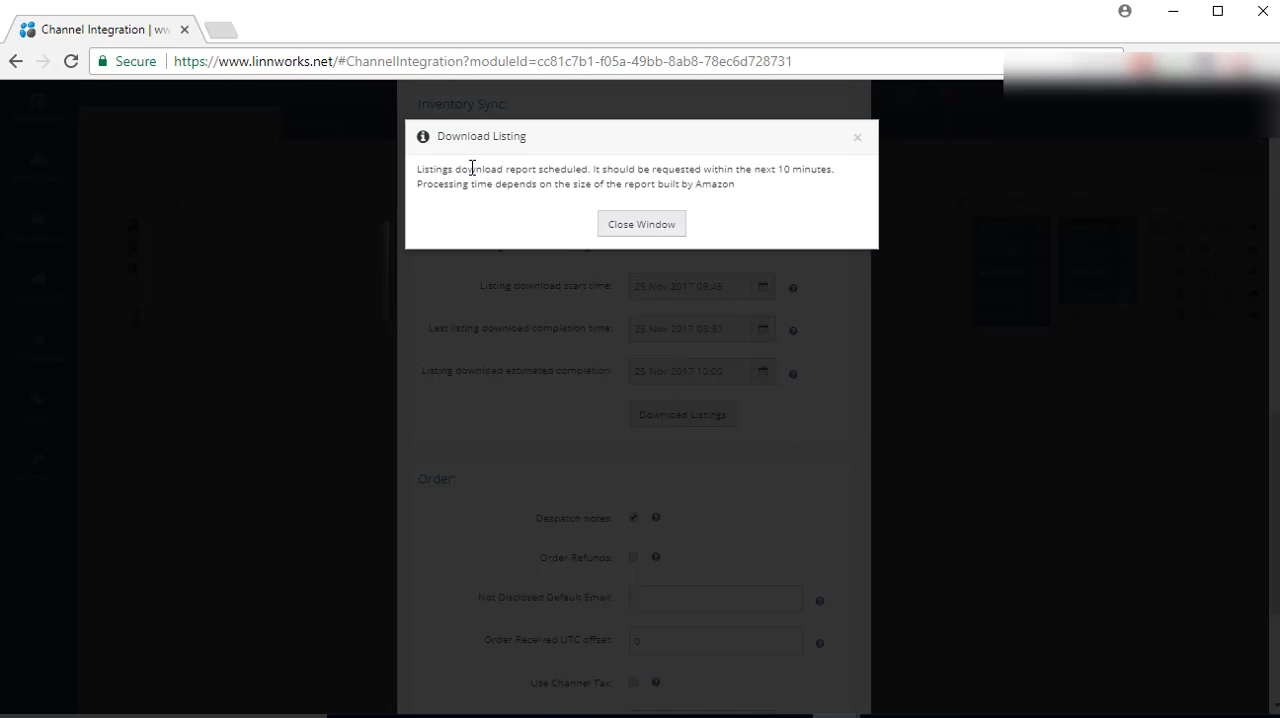 Channel Integration | ww
Secure
https://www.linnworks.net/#ChannelIntegration?moduleId=cc81c7b1-f05a-49bb-8ab8-78ec6d728731
Inventory Sync:
Download Listing
Listings download report scheduled. It should be requested within the next 10 minutes.
Processing time depends on the size of the report built by Amazon
Close Window
Listing download start time: 25 Nov 2017 09:45
Last listing download completion time: 25 Nov 2017 03:30
Listing download estimated completion: 25 Nov 2017 10:00
Download Listings
Order:
Despatch notes:
Order Refunds:
Not Disclosed Default Email:
Order Received UTC offset: 0
Use Channel Tax: